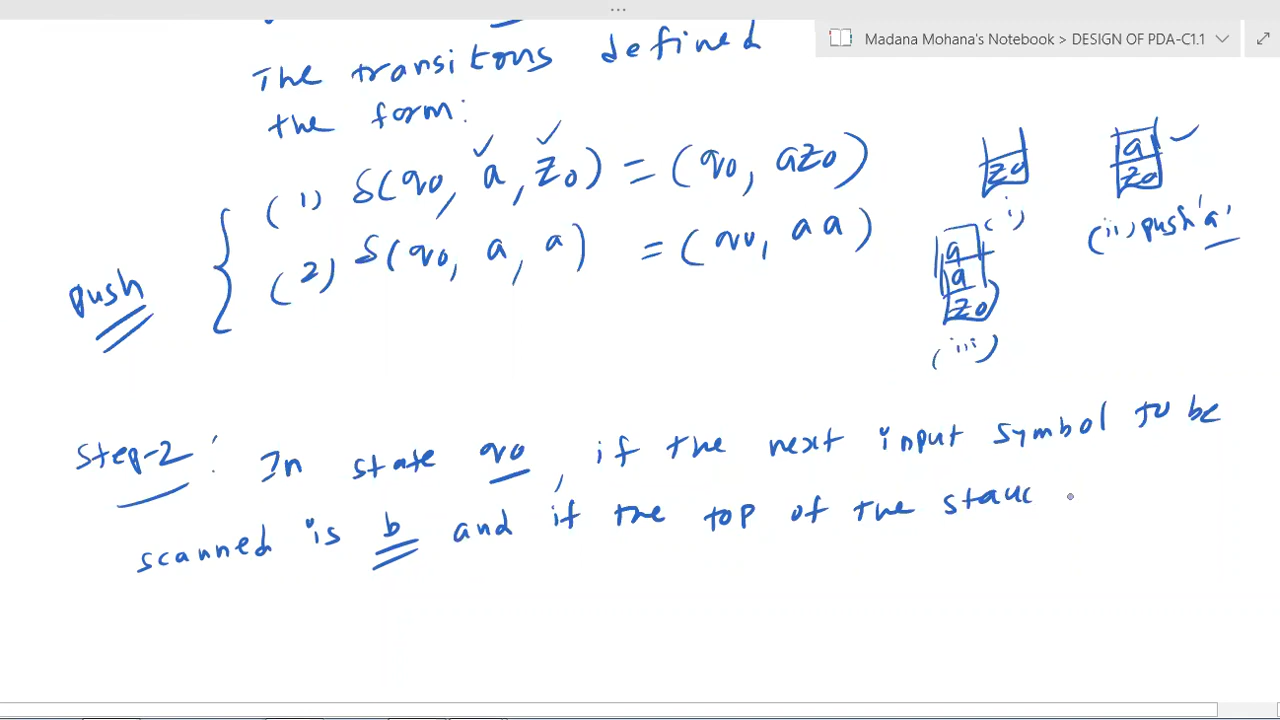 Madana Mohana's Notebook > DESIGN OF PDA-C1.1
The transitons defined
the form:
(1) δ(q0, a, z0) = (q0, az0)
(2) δ(q0, a, a) = (q0, aa)
push
z0
(i)
a
z0
(ii) push 'a'
a
a
z0
(iii)
Step-2: In state q0, if the next input symbol to be
scanned is b and if the top of the stack